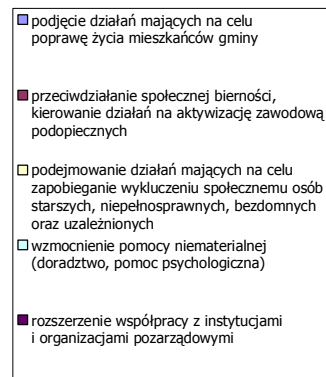 podjęcie działań mających na celu
poprawę życia mieszkańców gminy
przeciwdziałanie społecznej bierności,
kierowanie działań na aktywizację zawodową
podopiecznych
podejmowanie działań mających na celu
zapobieganie wykluczeniu społecznemu osób
starszych, niepełnosprawnych, bezdomnych
oraz uzależnionych
wzmocnienie pomocy niematerialnej
(doradztwo, pomoc psychologiczna)
rozszerzenie współpracy z instytucjami
i organizacjami pozarządowymi